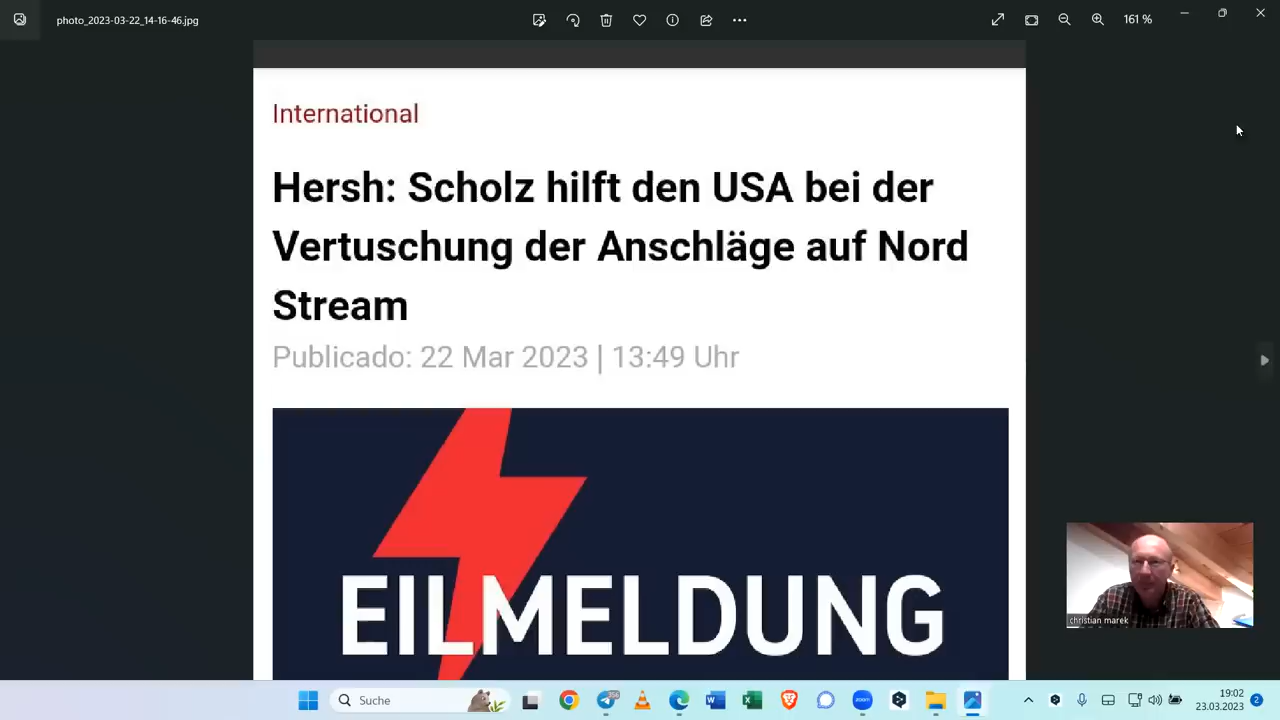 photo_2023-03-22_14-16-46.jpg
161 %
International
Hersh: Scholz hilft den USA bei der
Vertuschung der Anschläge auf Nord
Stream
Publicado: 22 Mar 2023 | 13:49 Uhr
EILMELDUNG
christian marek
Suche
19:02
23.03.2023
2